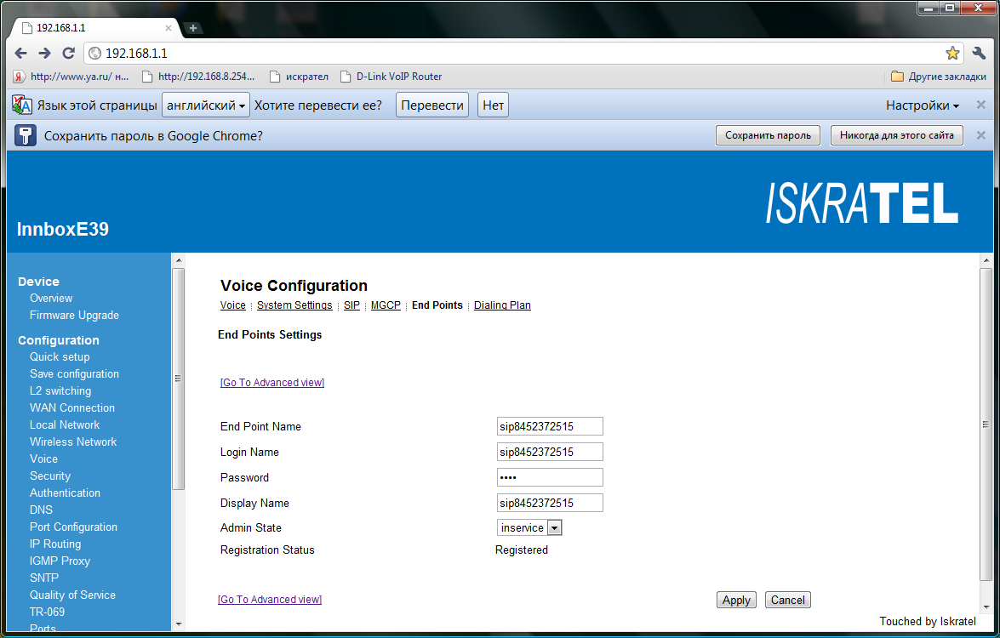 192.168.1.1
192.168.1.1
http://www.ya.ru/ н... http://192.168.8.254... искрател D-Link VoIP Router Другие закладки
Язык этой страницы английский Хотите перевести ее? Перевести Нет Настройки
Сохранить пароль в Google Chrome? Сохранить пароль Никогда для этого сайта
ISKRATEL
InnboxE39
Device
Overview
Firmware Upgrade
Configuration
Quick setup
Save configuration
L2 switching
WAN Connection
Local Network
Wireless Network
Voice
Security
Authentication
DNS
Port Configuration
IP Routing
IGMP Proxy
SNTP
Quality of Service
TR-069
Ports
Voice Configuration
Voice System Settings SIP MGCP End Points Dialing Plan
End Points Settings
[Go To Advanced view]
End Point Name sip8452372515
Login Name sip8452372515
Password ••••
Display Name sip8452372515
Admin State inservice
Registration Status Registered
[Go To Advanced view] Apply Cancel
Touched by Iskratel